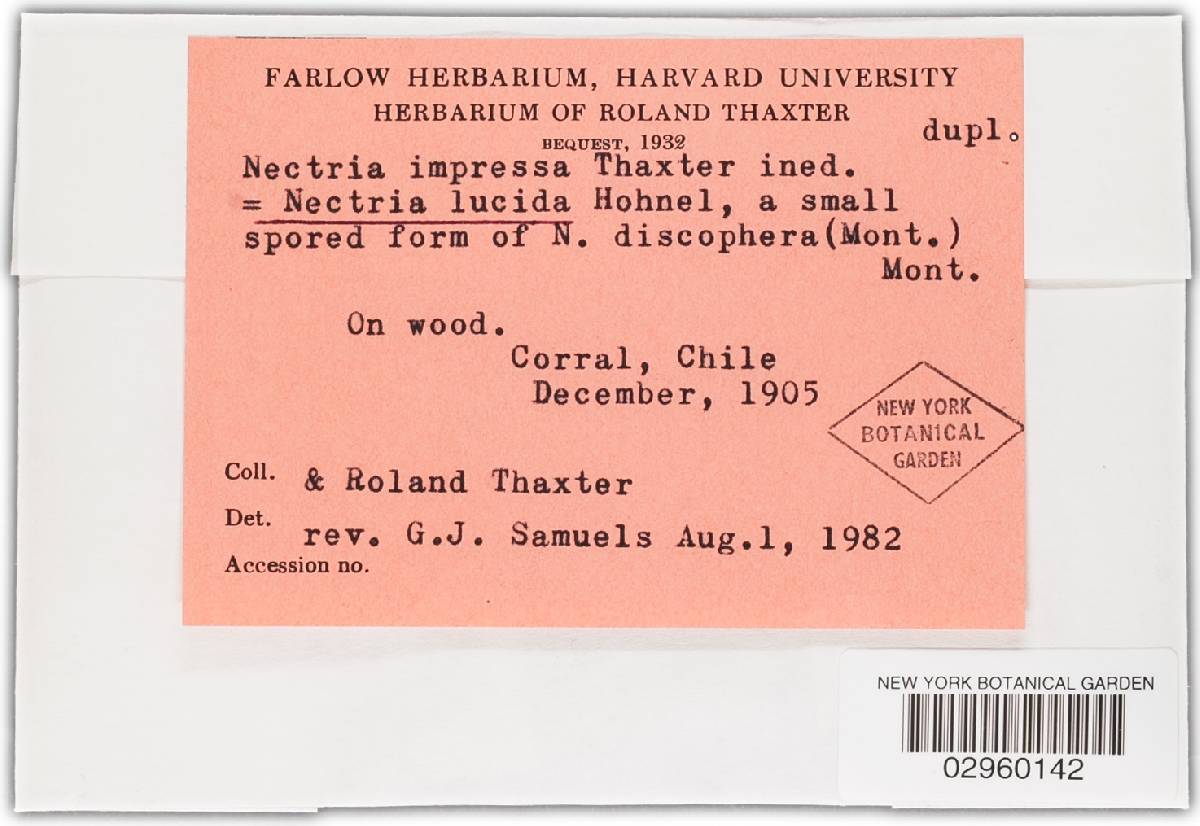 FARLOW HERBARIUM, HARVARD UNIVERSITY
HERBARIUM OF ROLAND THAXTER
BEQUEST, 1932
dupl.
Nectria impressa Thaxter ined.
= Nectria lucida Hohnel, a small
spored form of N. discophera(Mont.)
Mont.
On wood.
Corral, Chile
December, 1905
NEW YORK
BOTANICAL
GARDEN
Coll. & Roland Thaxter
Det. rev. G.J. Samuels Aug.1, 1982
Accession no.
NEW YORK BOTANICAL GARDEN
02960142